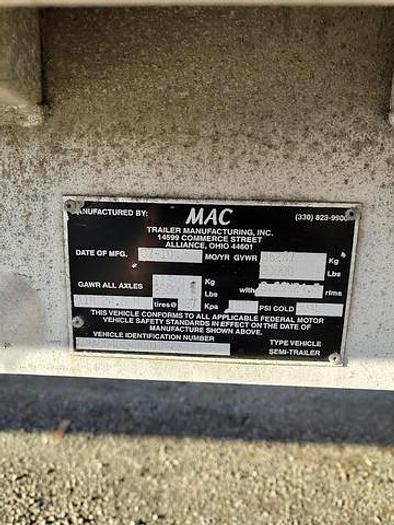 MANUFACTURED BY: MAC (330) 823-9900
TRAILER MANUFACTURING, INC.
14599 COMMERCE STREET
ALLIANCE, OHIO 44601
DATE OF MFG. MO/YR GVWR Kg
Lbs
GAWR ALL AXLES Kg
Lbs with rims
tires@ Kps PSI COLD
THIS VEHICLE CONFORMS TO ALL APPLICABLE FEDERAL MOTOR
VEHICLE SAFETY STANDARDS IN EFFECT ON THE DATE OF
MANUFACTURE SHOWN ABOVE.
VEHICLE IDENTIFICATION NUMBER TYPE VEHICLE
SEMI-TRAILER